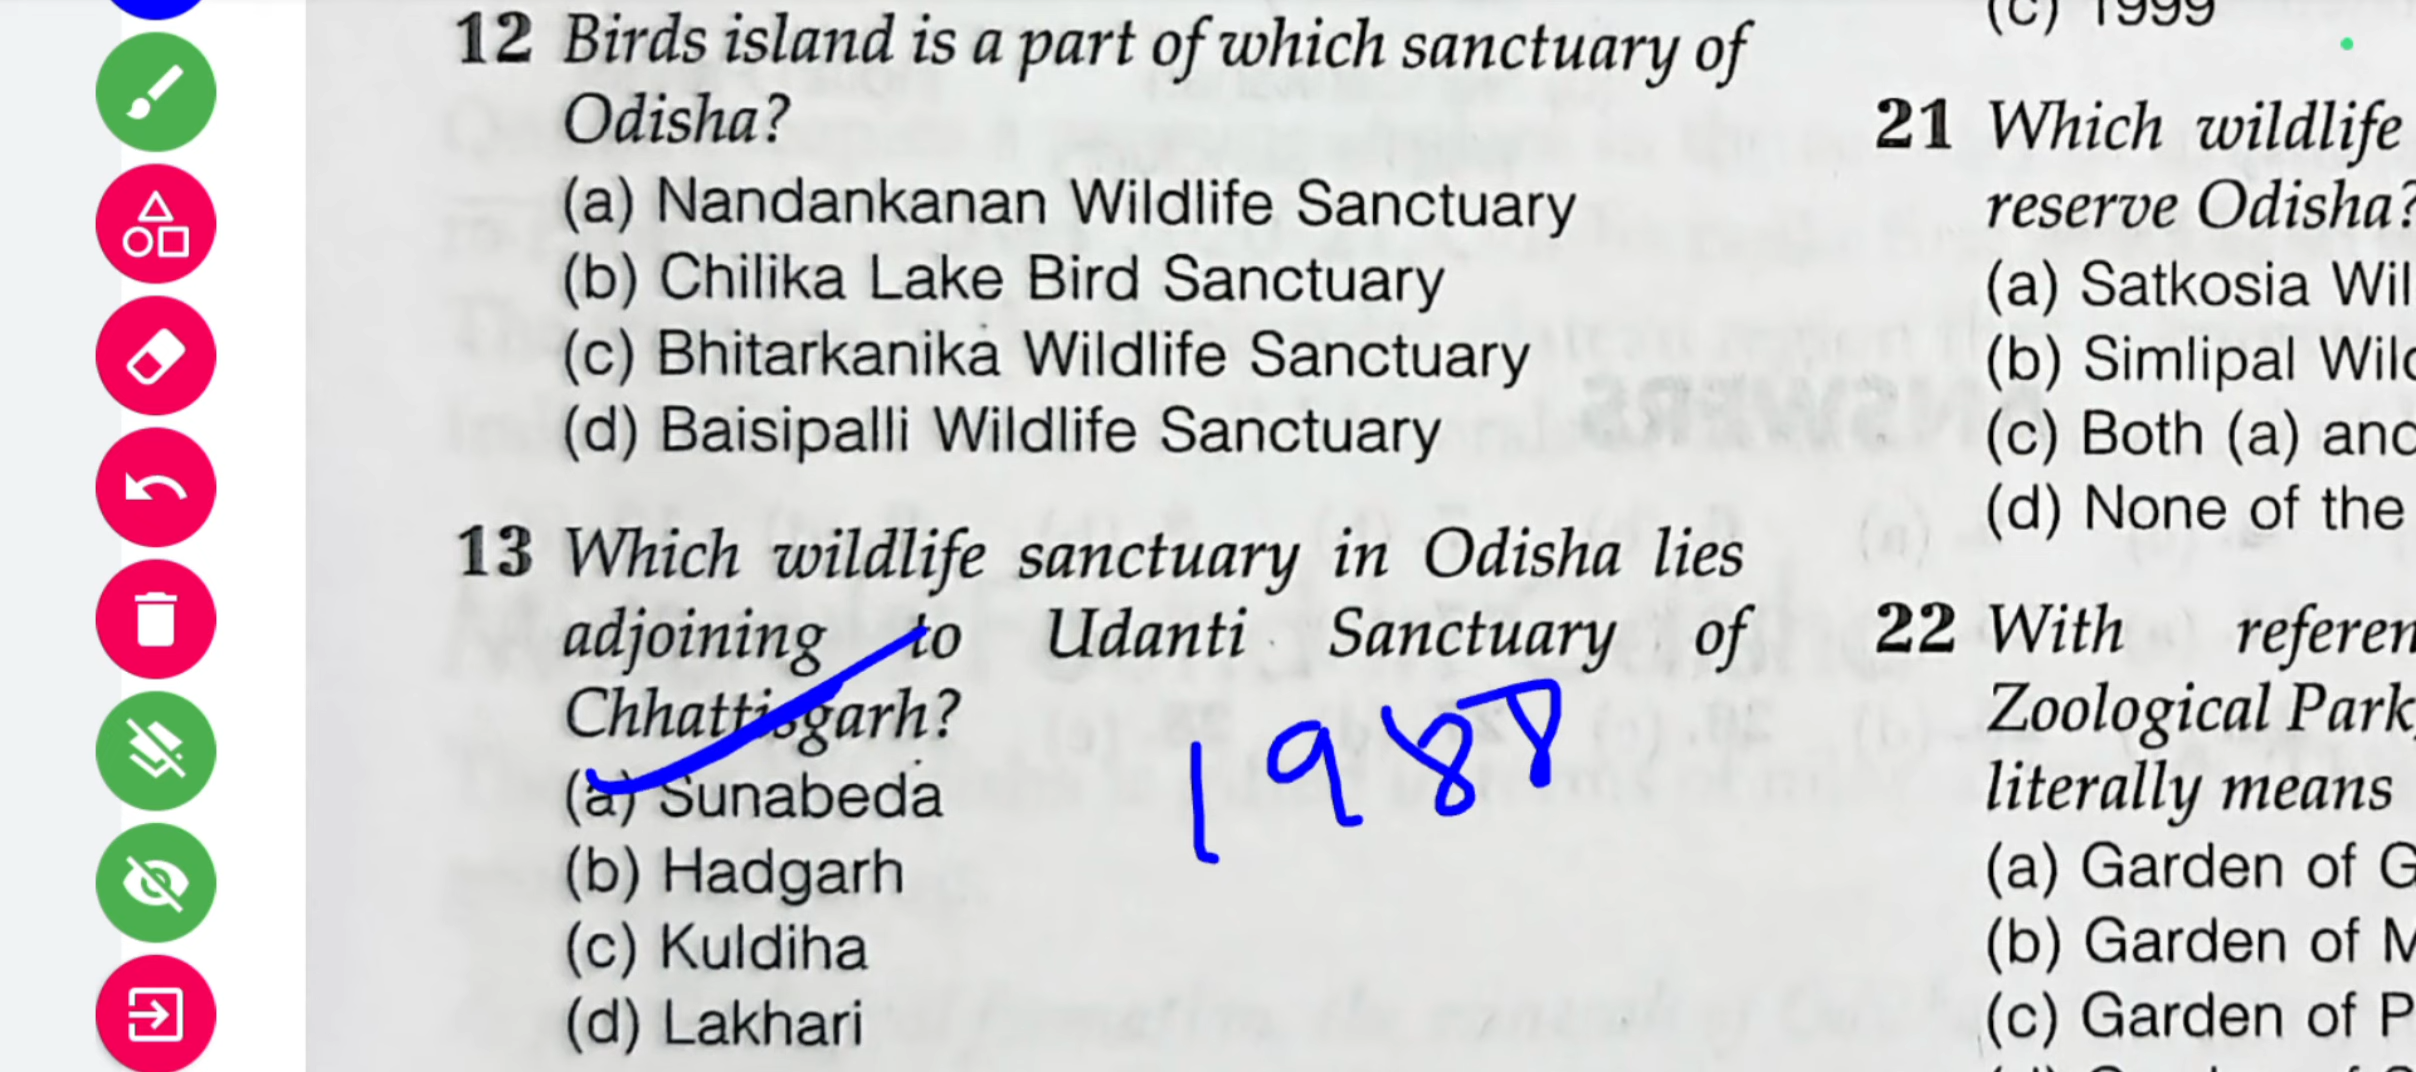 12 Birds island is a part of which sanctuary of
Odisha?
(a) Nandankanan Wildlife Sanctuary
(b) Chilika Lake Bird Sanctuary
(c) Bhitarkanika Wildlife Sanctuary
(d) Baisipalli Wildlife Sanctuary
13 Which wildlife sanctuary in Odisha lies
adjoining to Udanti Sanctuary of
Chhattisgarh?
(a) Sunabeda
1988
(b) Hadgarh
(c) Kuldiha
(d) Lakhari
(c) 1999
21 Which wildlife
reserve Odisha?
(a) Satkosia Wil
(b) Simlipal Wild
(c) Both (a) and
(d) None of the
22 With referen
Zoological Park,
literally means
(a) Garden of G
(b) Garden of M
(c) Garden of P